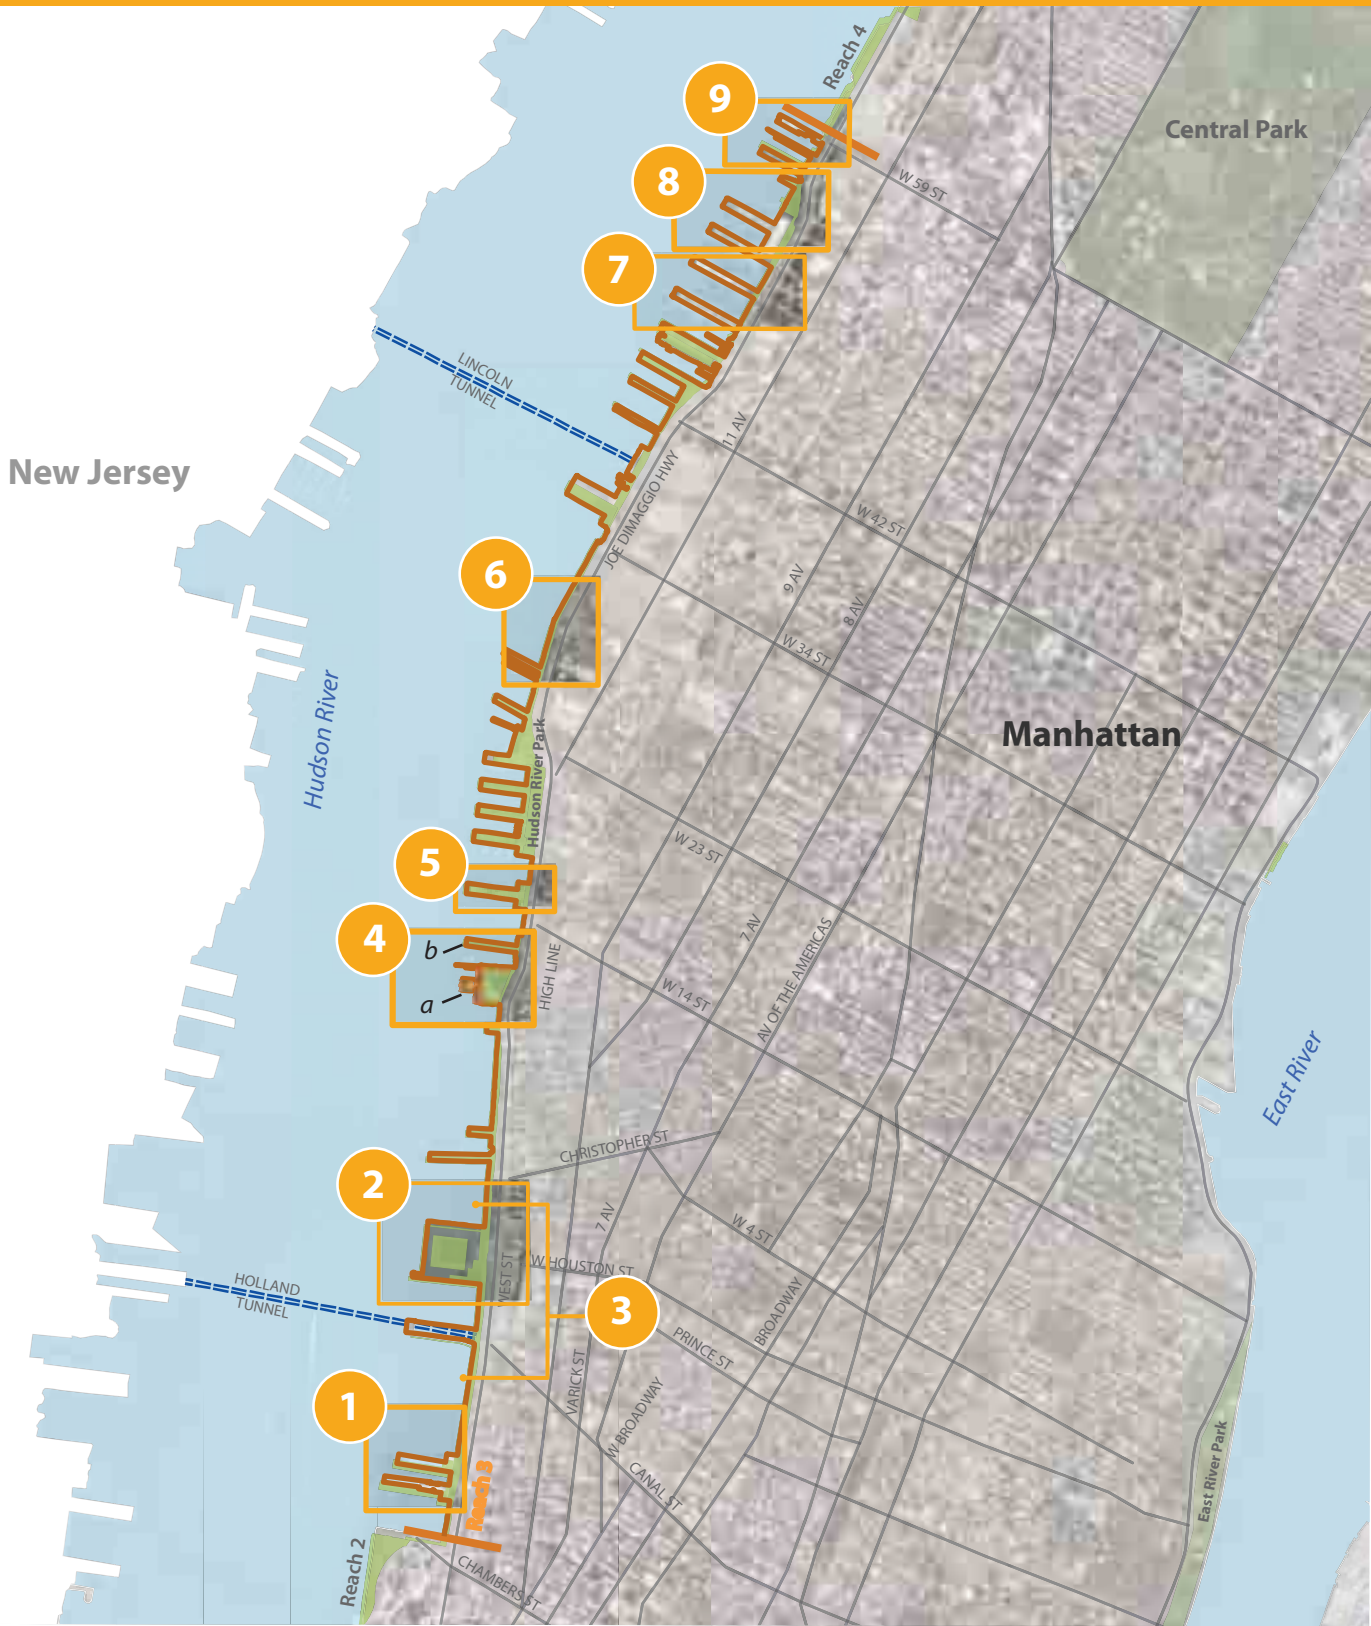 Reach 4
9
Central Park
8
W 59 ST
7
LINCOLN
TUNNEL
11 AV
New Jersey
JOE DIMAGGIO HWY
W 42 ST
6
9 AV
8 AV
W 34 ST
Hudson River
Manhattan
Hudson River Park
W 23 ST
5
4
b
a
HIGH LINE
7 AV
AV OF THE AMERICAS
W 14 ST
East River
CHRISTOPHER ST
2
7 AV
W 4 ST
WEST ST
W HOUSTON ST
HOLLAND
TUNNEL
3
BROADWAY
PRINCE ST
VARICK ST
W BROADWAY
1
CANAL ST
Reach 3
East River Park
Reach 2
CHAMBERS ST